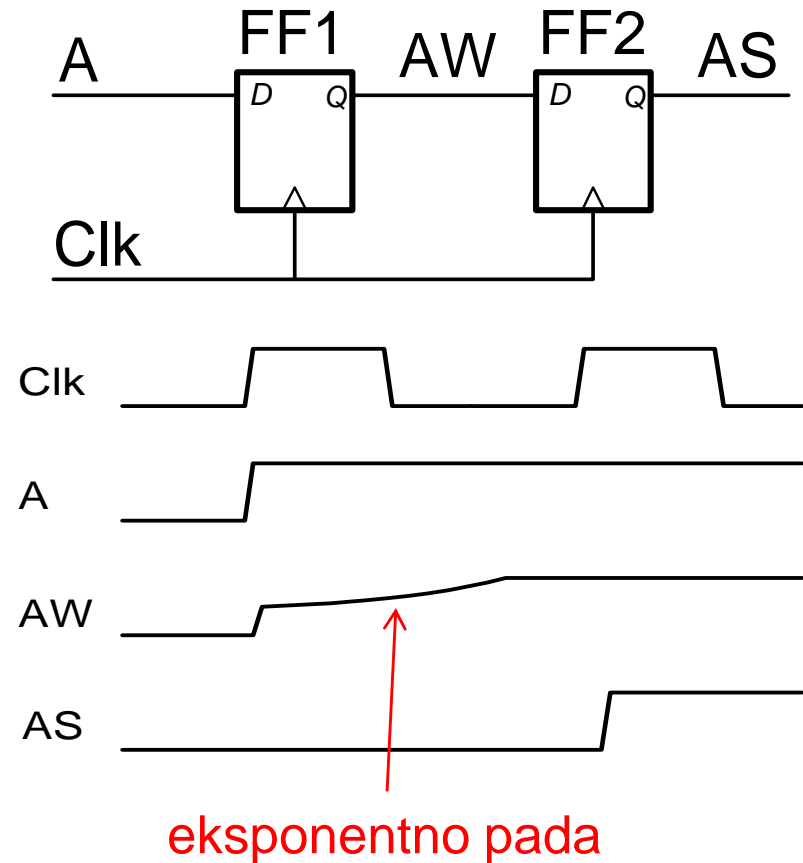 FF1 FF2
A AW AS
D Q D Q
Clk
Clk
A
AW
AS
eksponentno pada